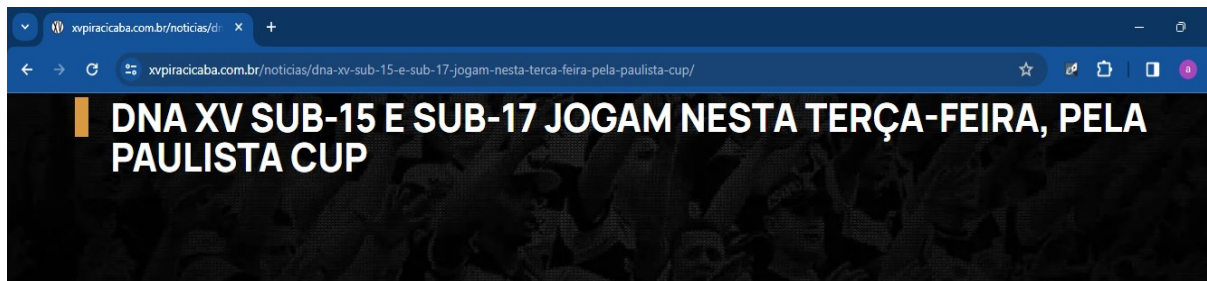 xvpiracicaba.com.br/noticias/dn
xvpiracicaba.com.br/noticias/dna-xv-sub-15-e-sub-17-jogam-nesta-terca-feira-pela-paulista-cup/
a
DNA XV SUB-15 E SUB-17 JOGAM NESTA TERÇA-FEIRA, PELA
PAULISTA CUP